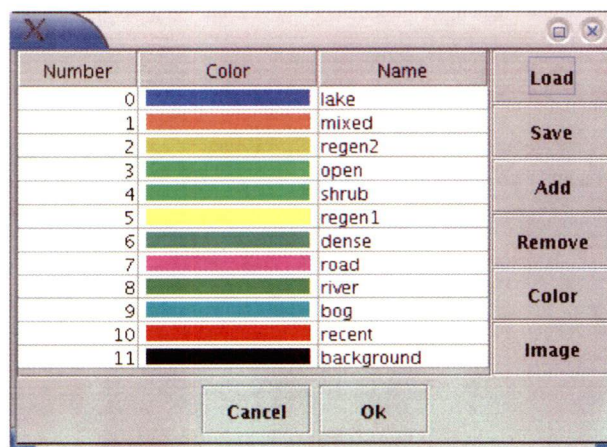 Number Color Name
0 lake
1 mixed
2 regen2
3 open
4 shrub
5 regen1
6 dense
7 road
8 river
9 bog
10 recent
11 background
Load
Save
Add
Remove
Color
Image
Cancel Ok